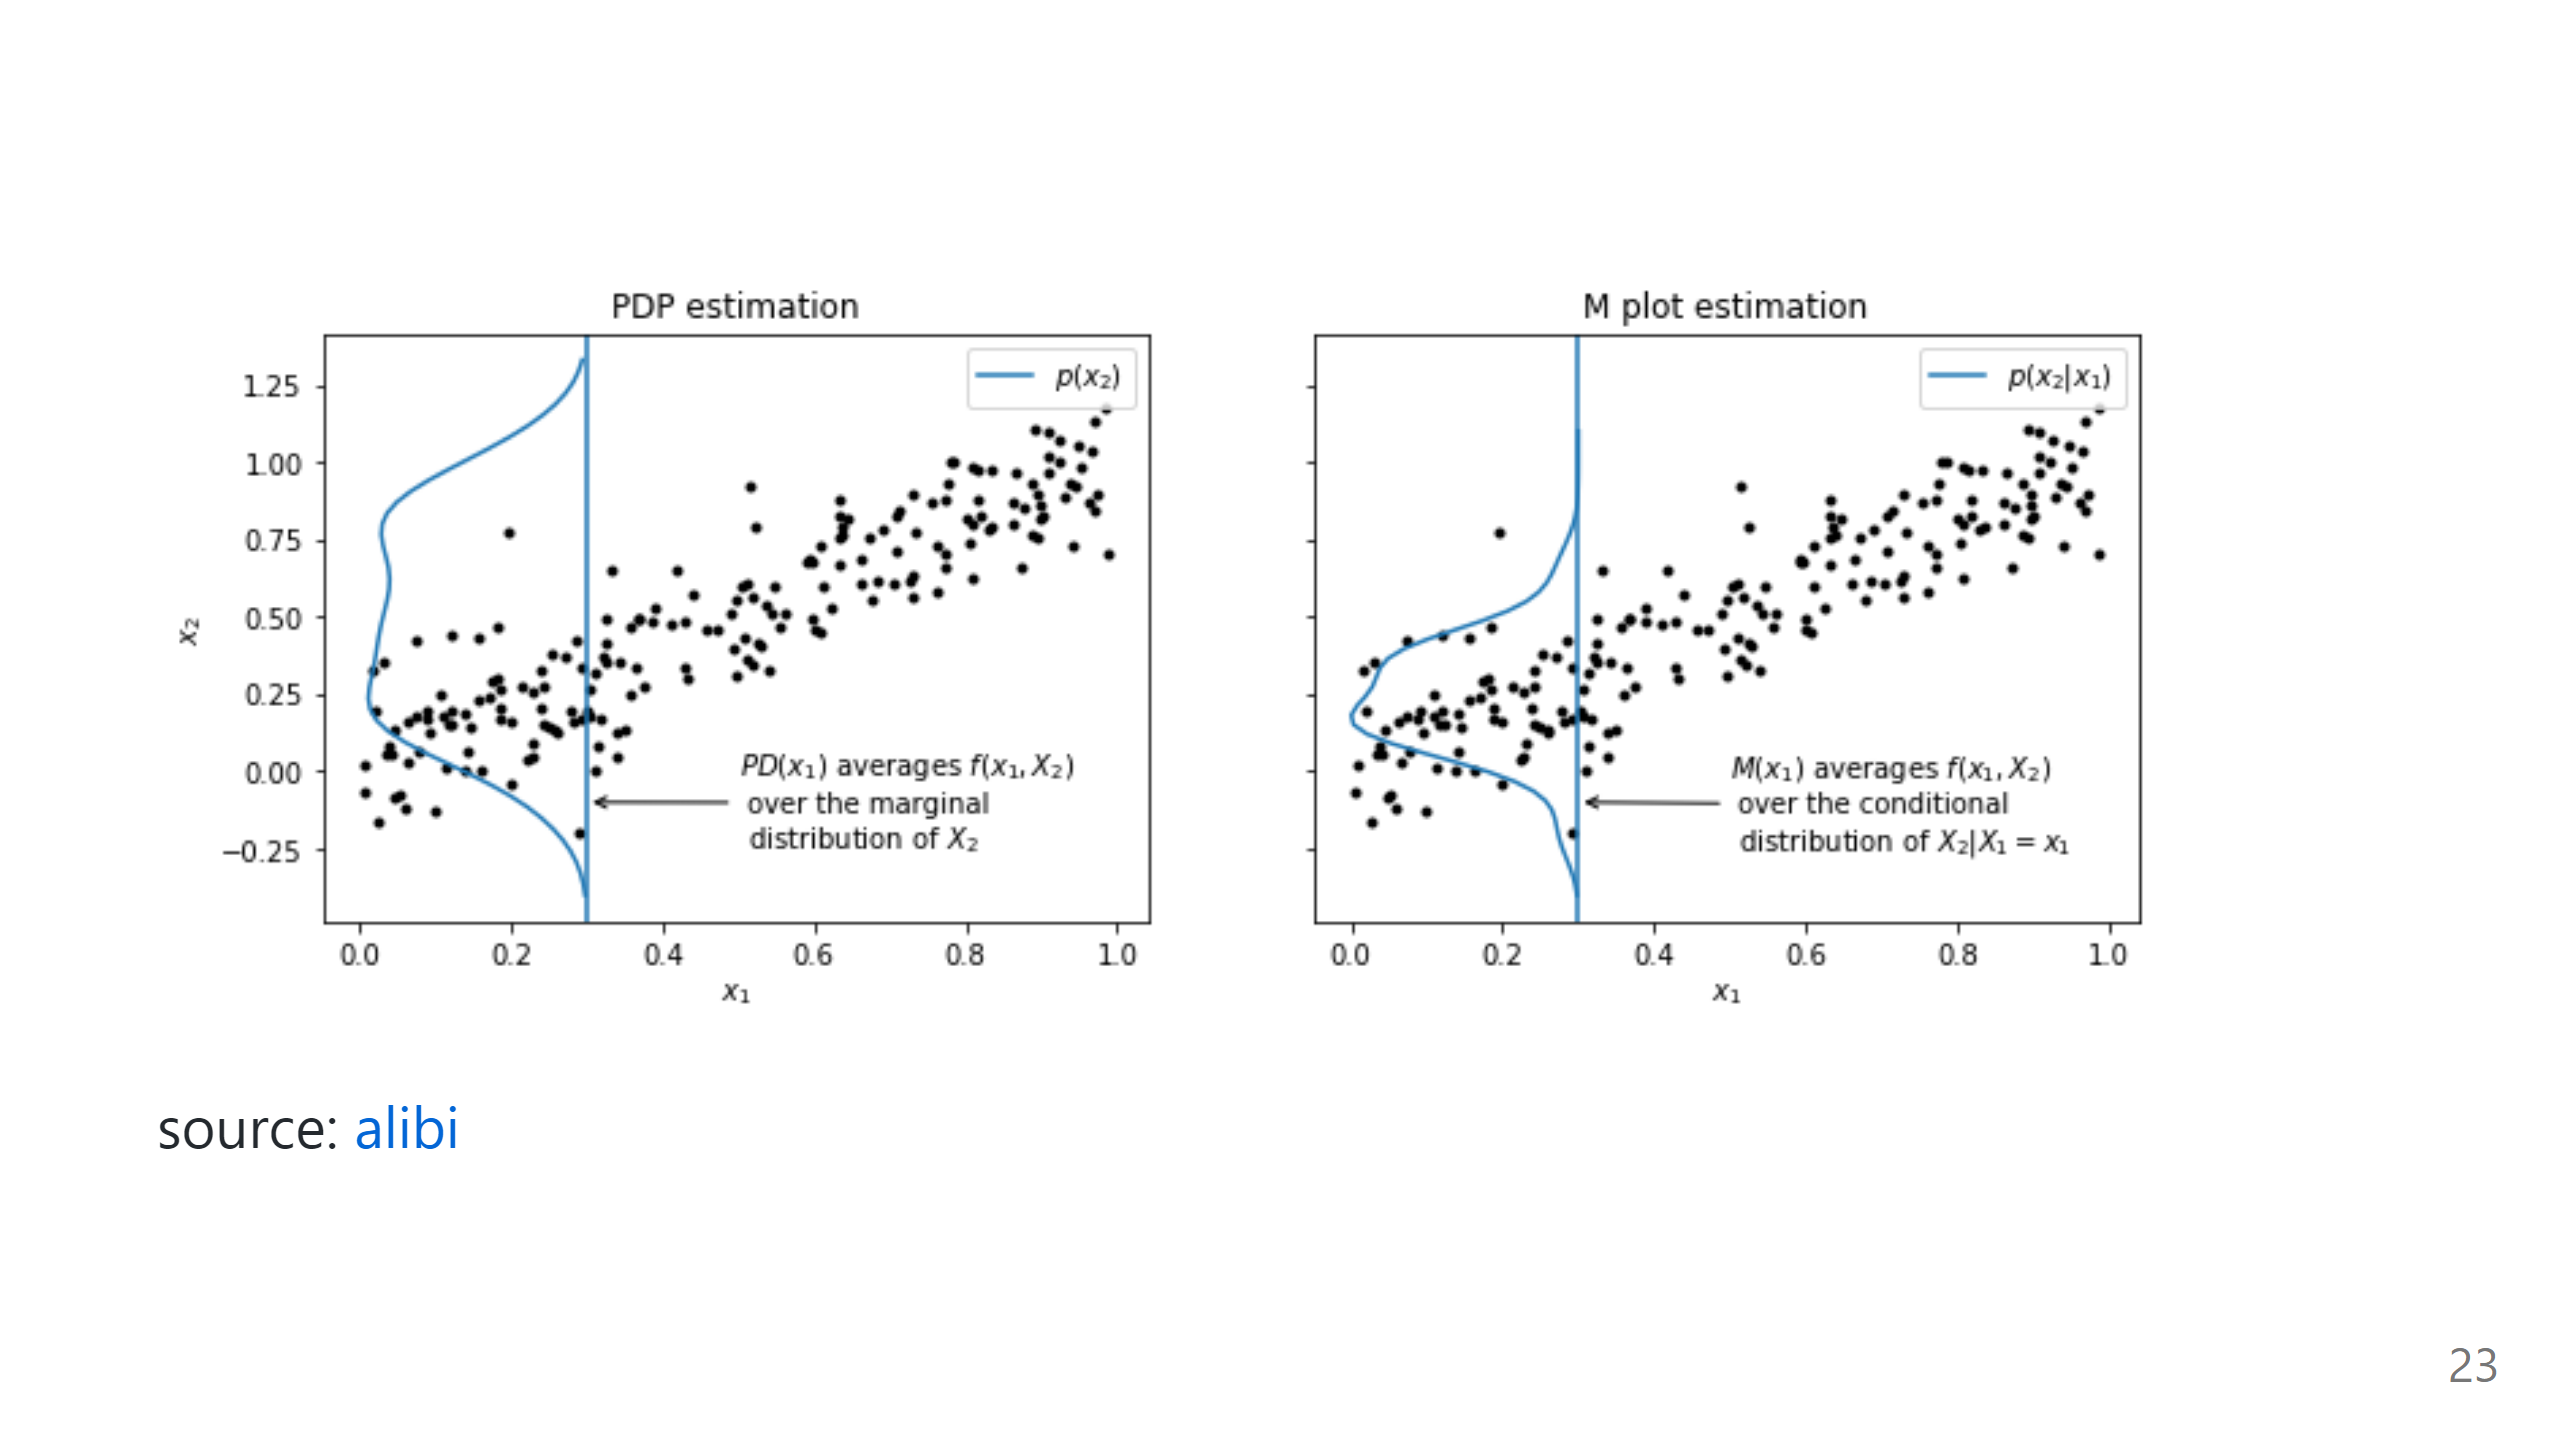 PDP estimation
p(x₂)
1.25
1.00
0.75
0.50
0.25
0.00
−0.25
x₂
PD(x₁) averages f(x₁, X₂)
over the marginal
distribution of X₂
0.0 0.2 0.4 0.6 0.8 1.0
x₁
M plot estimation
p(x₂|x₁)
M(x₁) averages f(x₁, X₂)
over the conditional
distribution of X₂|X₁ = x₁
0.0 0.2 0.4 0.6 0.8 1.0
x₁
source: alibi
23